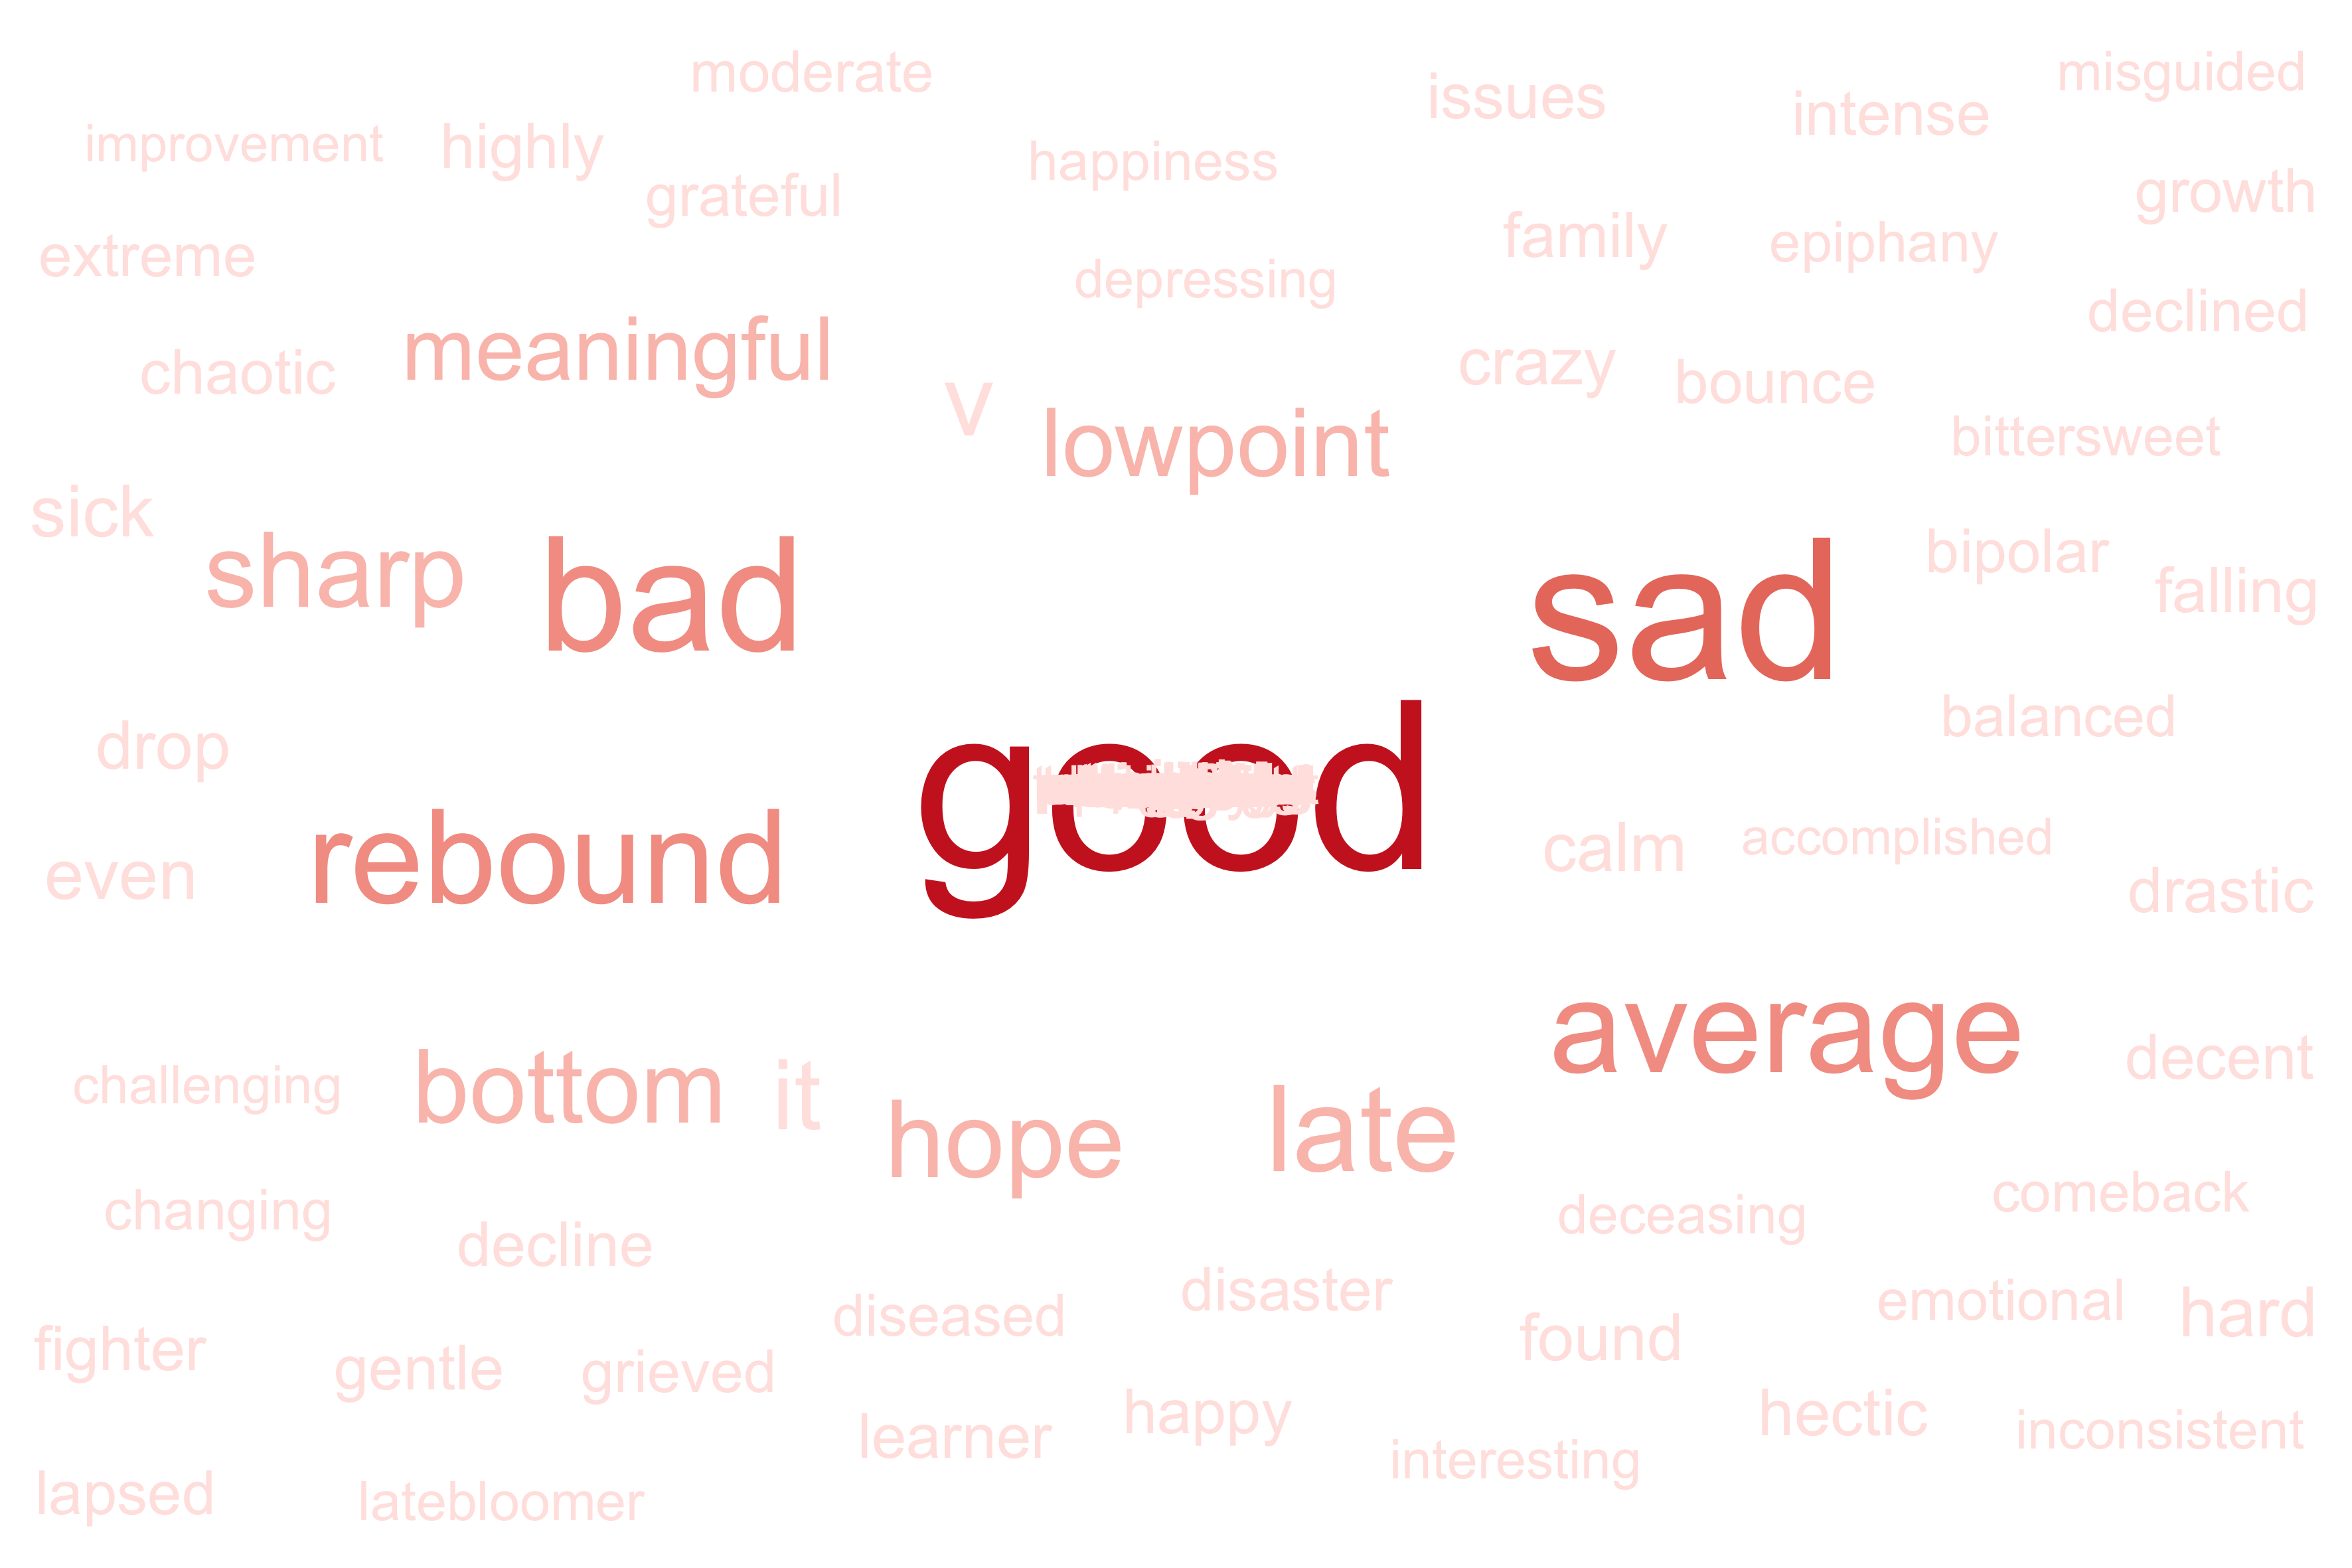 moderate
misguided
issues
intense
improvement
highly
happiness
grateful
growth
family
epiphany
extreme
depressing
declined
meaningful
chaotic
crazy
bounce
v
lowpoint
bittersweet
sick
sharp
bad
sad
bipolar
falling
drop
balanced
good
rebound
even
calm
accomplished
drastic
average
challenging
bottom
it
hope
late
decent
changing
decline
deceasing
comeback
diseased
disaster
emotional
hard
fighter
gentle
grieved
found
learner
happy
hectic
interesting
inconsistent
lapsed
latebloomer